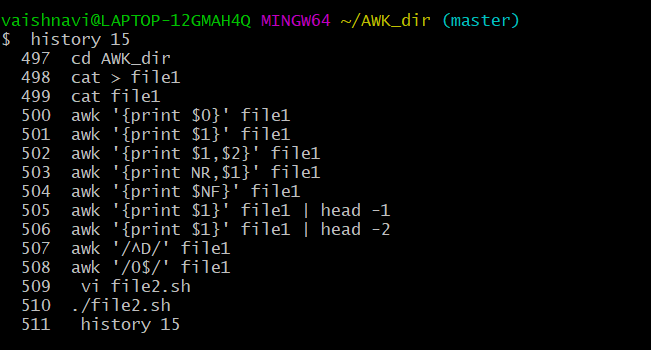 vaishnavi@LAPTOP-12GMAH4Q MINGW64 ~/AWK_dir (master)
$  history 15
  497  cd AWK_dir
  498  cat > file1
  499  cat file1
  500  awk '{print $0}' file1
  501  awk '{print $1}' file1
  502  awk '{print $1,$2}' file1
  503  awk '{print NR,$1}' file1
  504  awk '{print $NF}' file1
  505  awk '{print $1}' file1 | head -1
  506  awk '{print $1}' file1 | head -2
  507  awk '/^D/' file1
  508  awk '/0$/' file1
  509   vi file2.sh
  510  ./file2.sh
  511   history 15